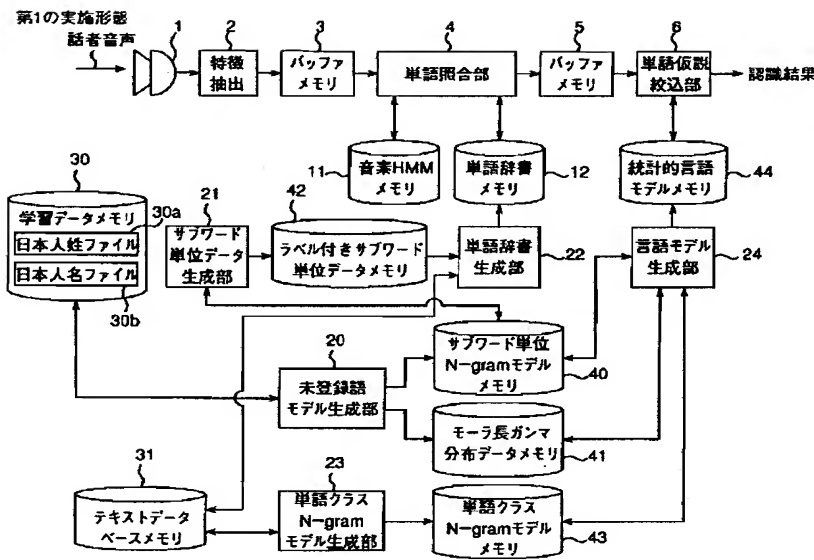 第1の実施形態
話者音声
1
2
3
4
5
6
特徴
抽出
バッファ
メモリ
単語照合部
バッファ
メモリ
単語仮説
絞込部
認識結果
11
音素HMM
メモリ
単語辞書
メモリ
12
統計的言語
モデルメモリ
44
30
学習データメモリ
30a
日本人姓ファイル
日本人名ファイル
30b
21
サブワード
単位データ
生成部
42
ラベル付きサブワード
単位データメモリ
単語辞書
生成部
22
言語モデル
生成部
24
20
未登録語
モデル生成部
サブワード単位
N-gramモデル
メモリ
40
モーラ長ガンマ
分布データメモリ
41
31
テキストデータ
ベースメモリ
23
単語クラス
N-gram
モデル生成部
単語クラス
N-gramモデル
メモリ
43